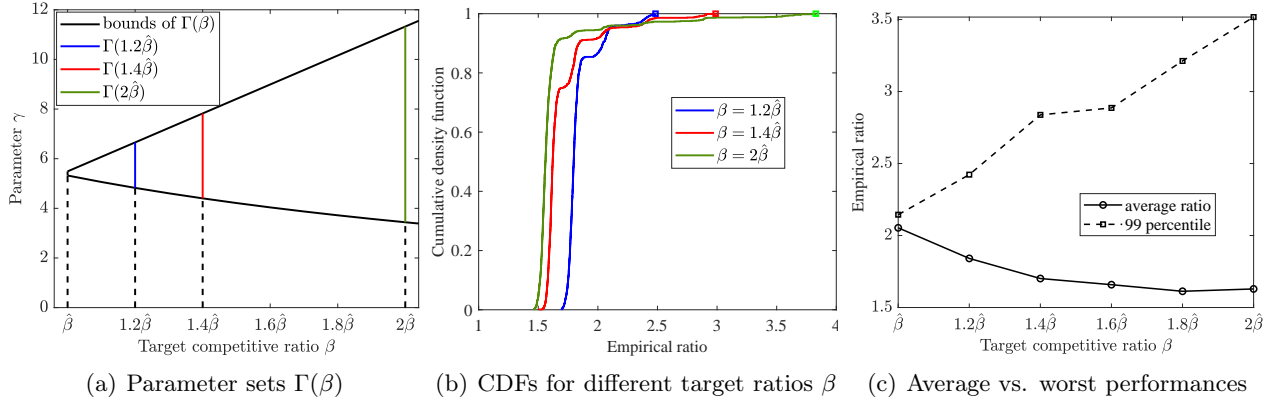 12
10
8
6
4
2
0
Parameter γ
bounds of Γ(β)
Γ(1.2β̂)
Γ(1.4β̂)
Γ(2β̂)
β̂ 1.2β̂ 1.4β̂ 1.6β̂ 1.8β̂ 2β̂
Target competitive ratio β
(a) Parameter sets Γ(β)
1
0.8
0.6
0.4
0.2
0
Cumulative density function
β = 1.2β̂
β = 1.4β̂
β = 2β̂
1 1.5 2 2.5 3 3.5 4
Empirical ratio
(b) CDFs for different target ratios β
3.5
3
2.5
2
1.5
Empirical ratio
average ratio
99 percentile
β̂ 1.2β̂ 1.4β̂ 1.6β̂ 1.8β̂ 2β̂
Target competitive ratio β
(c) Average vs. worst performances